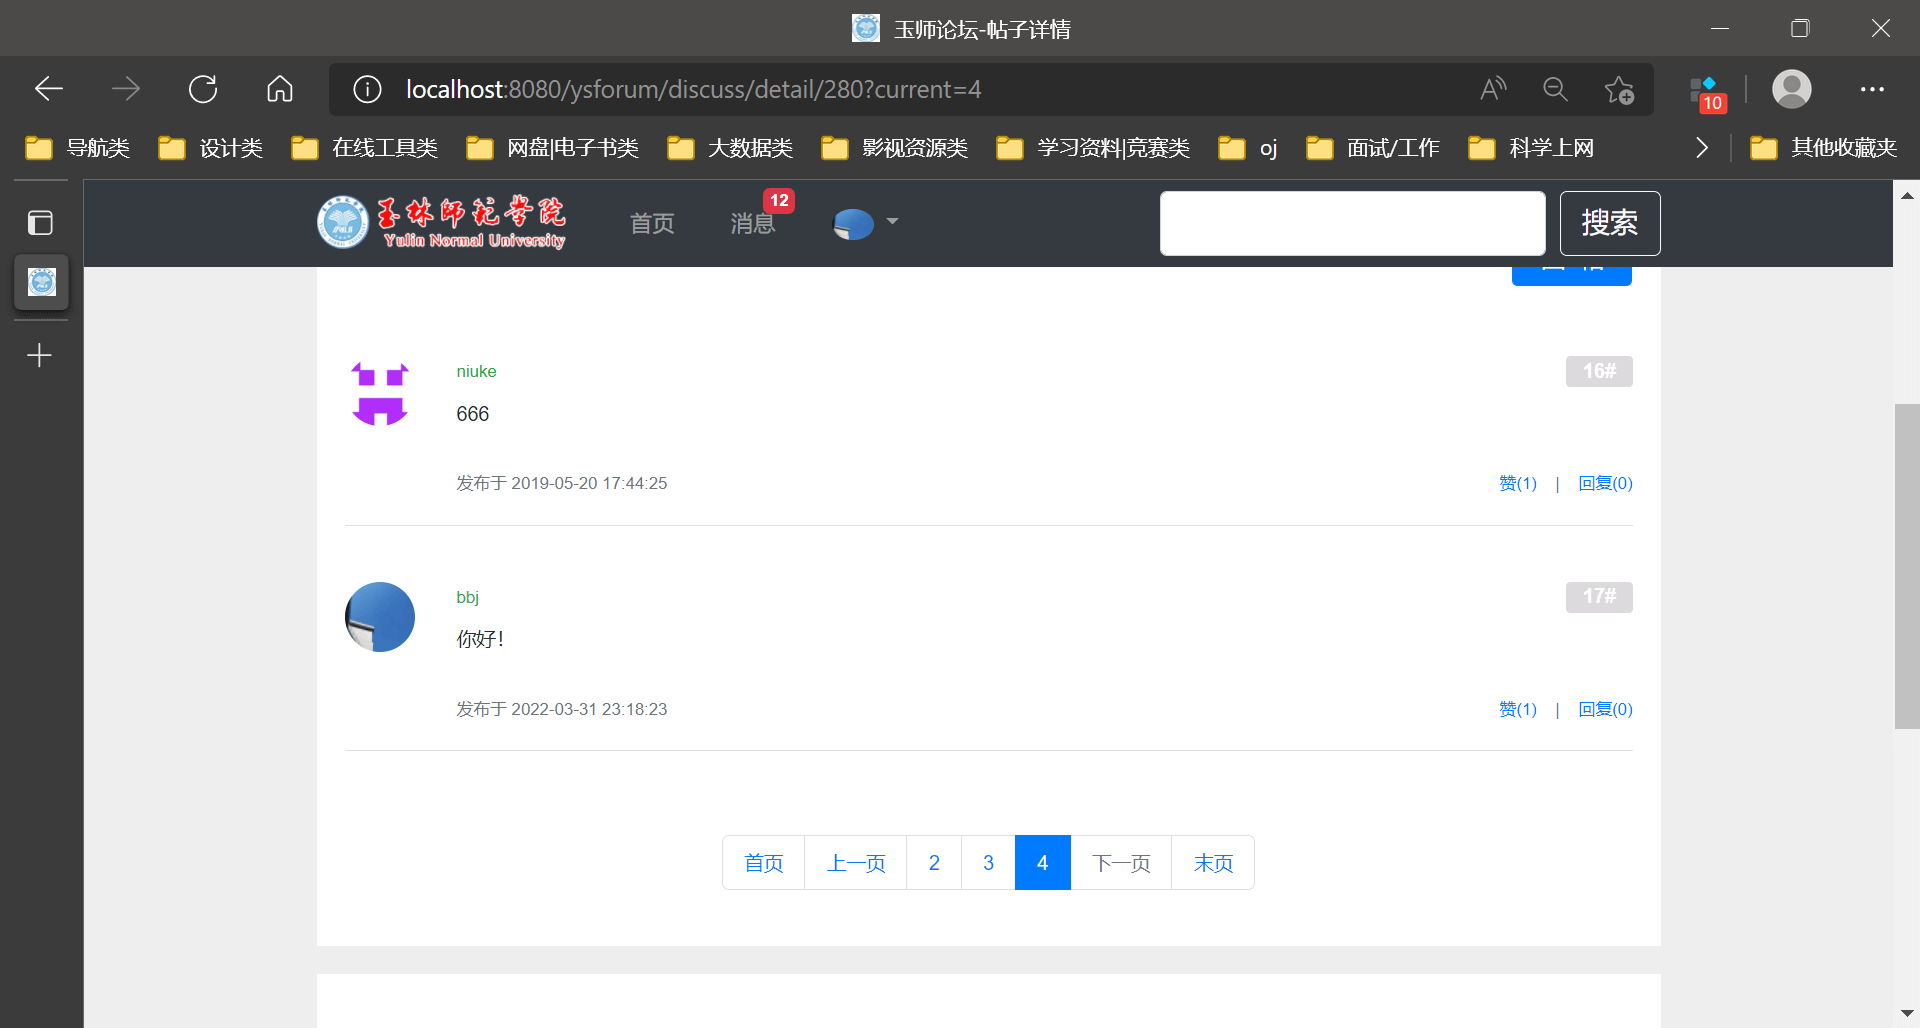 玉师论坛-帖子详情
localhost:8080/ysforum/discuss/detail/280?current=4
10
导航类 设计类 在线工具类 网盘|电子书类 大数据类 影视资源类 学习资料|竞赛类 oj 面试/工作 科学上网 其他收藏夹
玉林師範学院
Yulin Normal University
首页 消息 12 搜索
niuke 16#
666
发布于 2019-05-20 17:44:25 赞(1) | 回复(0)
bbj 17#
你好！
发布于 2022-03-31 23:18:23 赞(1) | 回复(0)
首页 上一页 2 3 4 下一页 末页